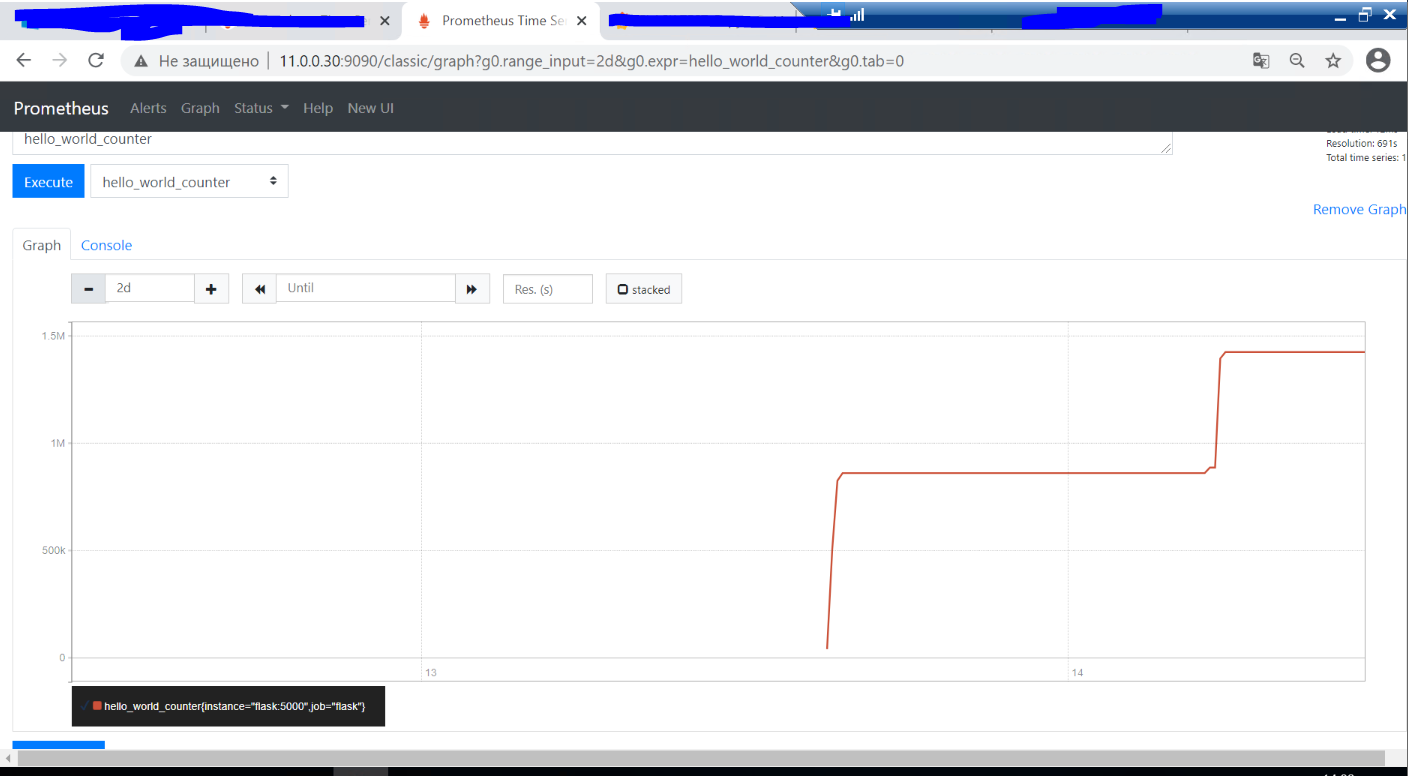 Prometheus Time Se
Не защищено 11.0.0.30:9090/classic/graph?g0.range_input=2d&g0.expr=hello_world_counter&g0.tab=0
Prometheus Alerts Graph Status Help New UI
hello_world_counter
Resolution: 691s
Total time series: 1
Execute hello_world_counter
Remove Graph
Graph Console
2d Until Res. (s) stacked
1.5M
1M
500k
0
13 14
hello_world_counter{instance="flask:5000",job="flask"}